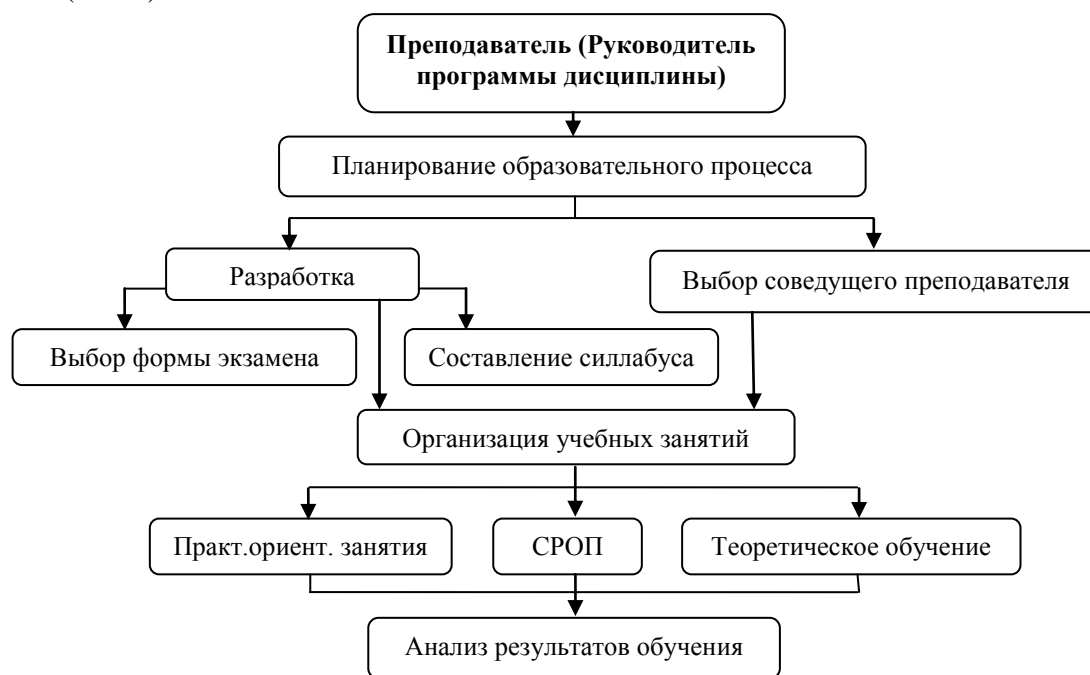 Преподаватель (Руководитель
программы дисциплины)
Планирование образовательного процесса
Разработка
Выбор соведущего преподавателя
Выбор формы экзамена
Составление силлабуса
Организация учебных занятий
Практ.ориент. занятия
СРОП
Теоретическое обучение
Анализ результатов обучения